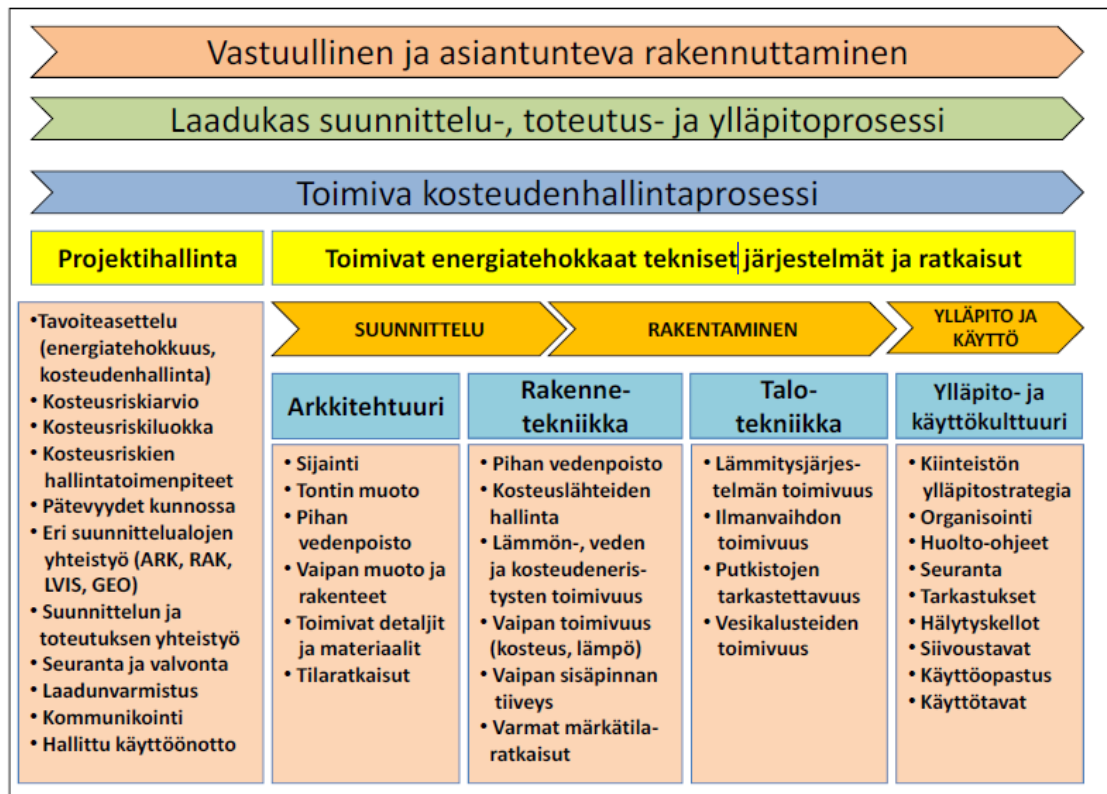 Vastuullinen ja asiantunteva rakennuttaminen
Laadukas suunnittelu-, toteutus- ja ylläpitoprosessi
Toimiva kosteudenhallintaprosessi
Projektihallinta
Toimivat energiatehokkaat tekniset järjestelmät ja ratkaisut
•Tavoiteasettelu
(energiatehokkuus,
kosteudenhallinta)
• Kosteusriskiarvio
• Kosteusriskiluokka
• Kosteusriskien
hallintatoimenpiteet
• Pätevyydet kunnossa
• Eri suunnittelualojen
yhteistyö (ARK, RAK,
LVIS, GEO)
• Suunnittelun ja
toteutuksen yhteistyö
• Seuranta ja valvonta
• Laadunvarmistus
• Kommunikointi
• Hallittu käyttöönotto
SUUNNITTELU
RAKENTAMINEN
YLLÄPITO JA
KÄYTTÖ
Arkkitehtuuri
• Sijainti
• Tontin muoto
• Pihan
vedenpoisto
• Vaipan muoto ja
rakenteet
• Toimivat detaljit
ja materiaalit
• Tilaratkaisut
Rakenne-
tekniikka
• Pihan vedenpoisto
• Kosteuslähteiden
hallinta
• Lämmön-, veden
ja kosteudeneris-
tysten toimivuus
• Vaipan toimivuus
(kosteus, lämpö)
• Vaipan sisäpinnan
tiiveys
• Varmat märkätila-
ratkaisut
Talo-
tekniikka
• Lämmitysjärjes-
telmän toimivuus
• Ilmanvaihdon
toimivuus
• Putkistojen
tarkastettavuus
• Vesikalusteiden
toimivuus
Ylläpito- ja
käyttökulttuuri
• Kiinteistön
ylläpitostrategia
• Organisointi
• Huolto-ohjeet
• Seuranta
• Tarkastukset
• Hälytyskellot
• Siivoustavat
• Käyttöopastus
• Käyttötavat